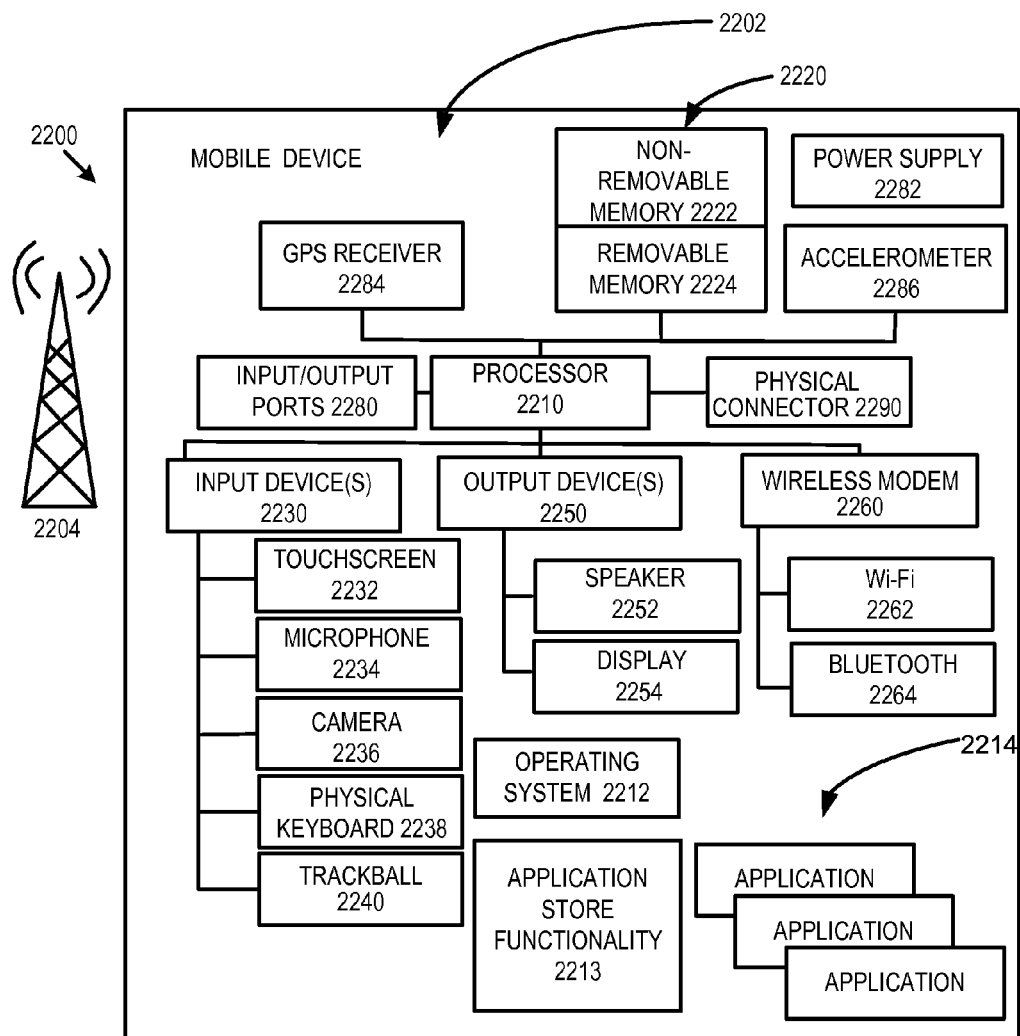 2202
2220
2200
MOBILE DEVICE
NON-
REMOVABLE
MEMORY 2222
POWER SUPPLY
2282
GPS RECEIVER
2284
REMOVABLE
MEMORY 2224
ACCELEROMETER
2286
INPUT/OUTPUT
PORTS 2280
PROCESSOR
2210
PHYSICAL
CONNECTOR 2290
INPUT DEVICE(S)
2230
OUTPUT DEVICE(S)
2250
WIRELESS MODEM
2260
2204
TOUCHSCREEN
2232
SPEAKER
2252
Wi-Fi
2262
MICROPHONE
2234
DISPLAY
2254
BLUETOOTH
2264
CAMERA
2236
OPERATING
SYSTEM 2212
2214
PHYSICAL
KEYBOARD 2238
TRACKBALL
2240
APPLICATION
STORE
FUNCTIONALITY
2213
APPLICATION
APPLICATION
APPLICATION